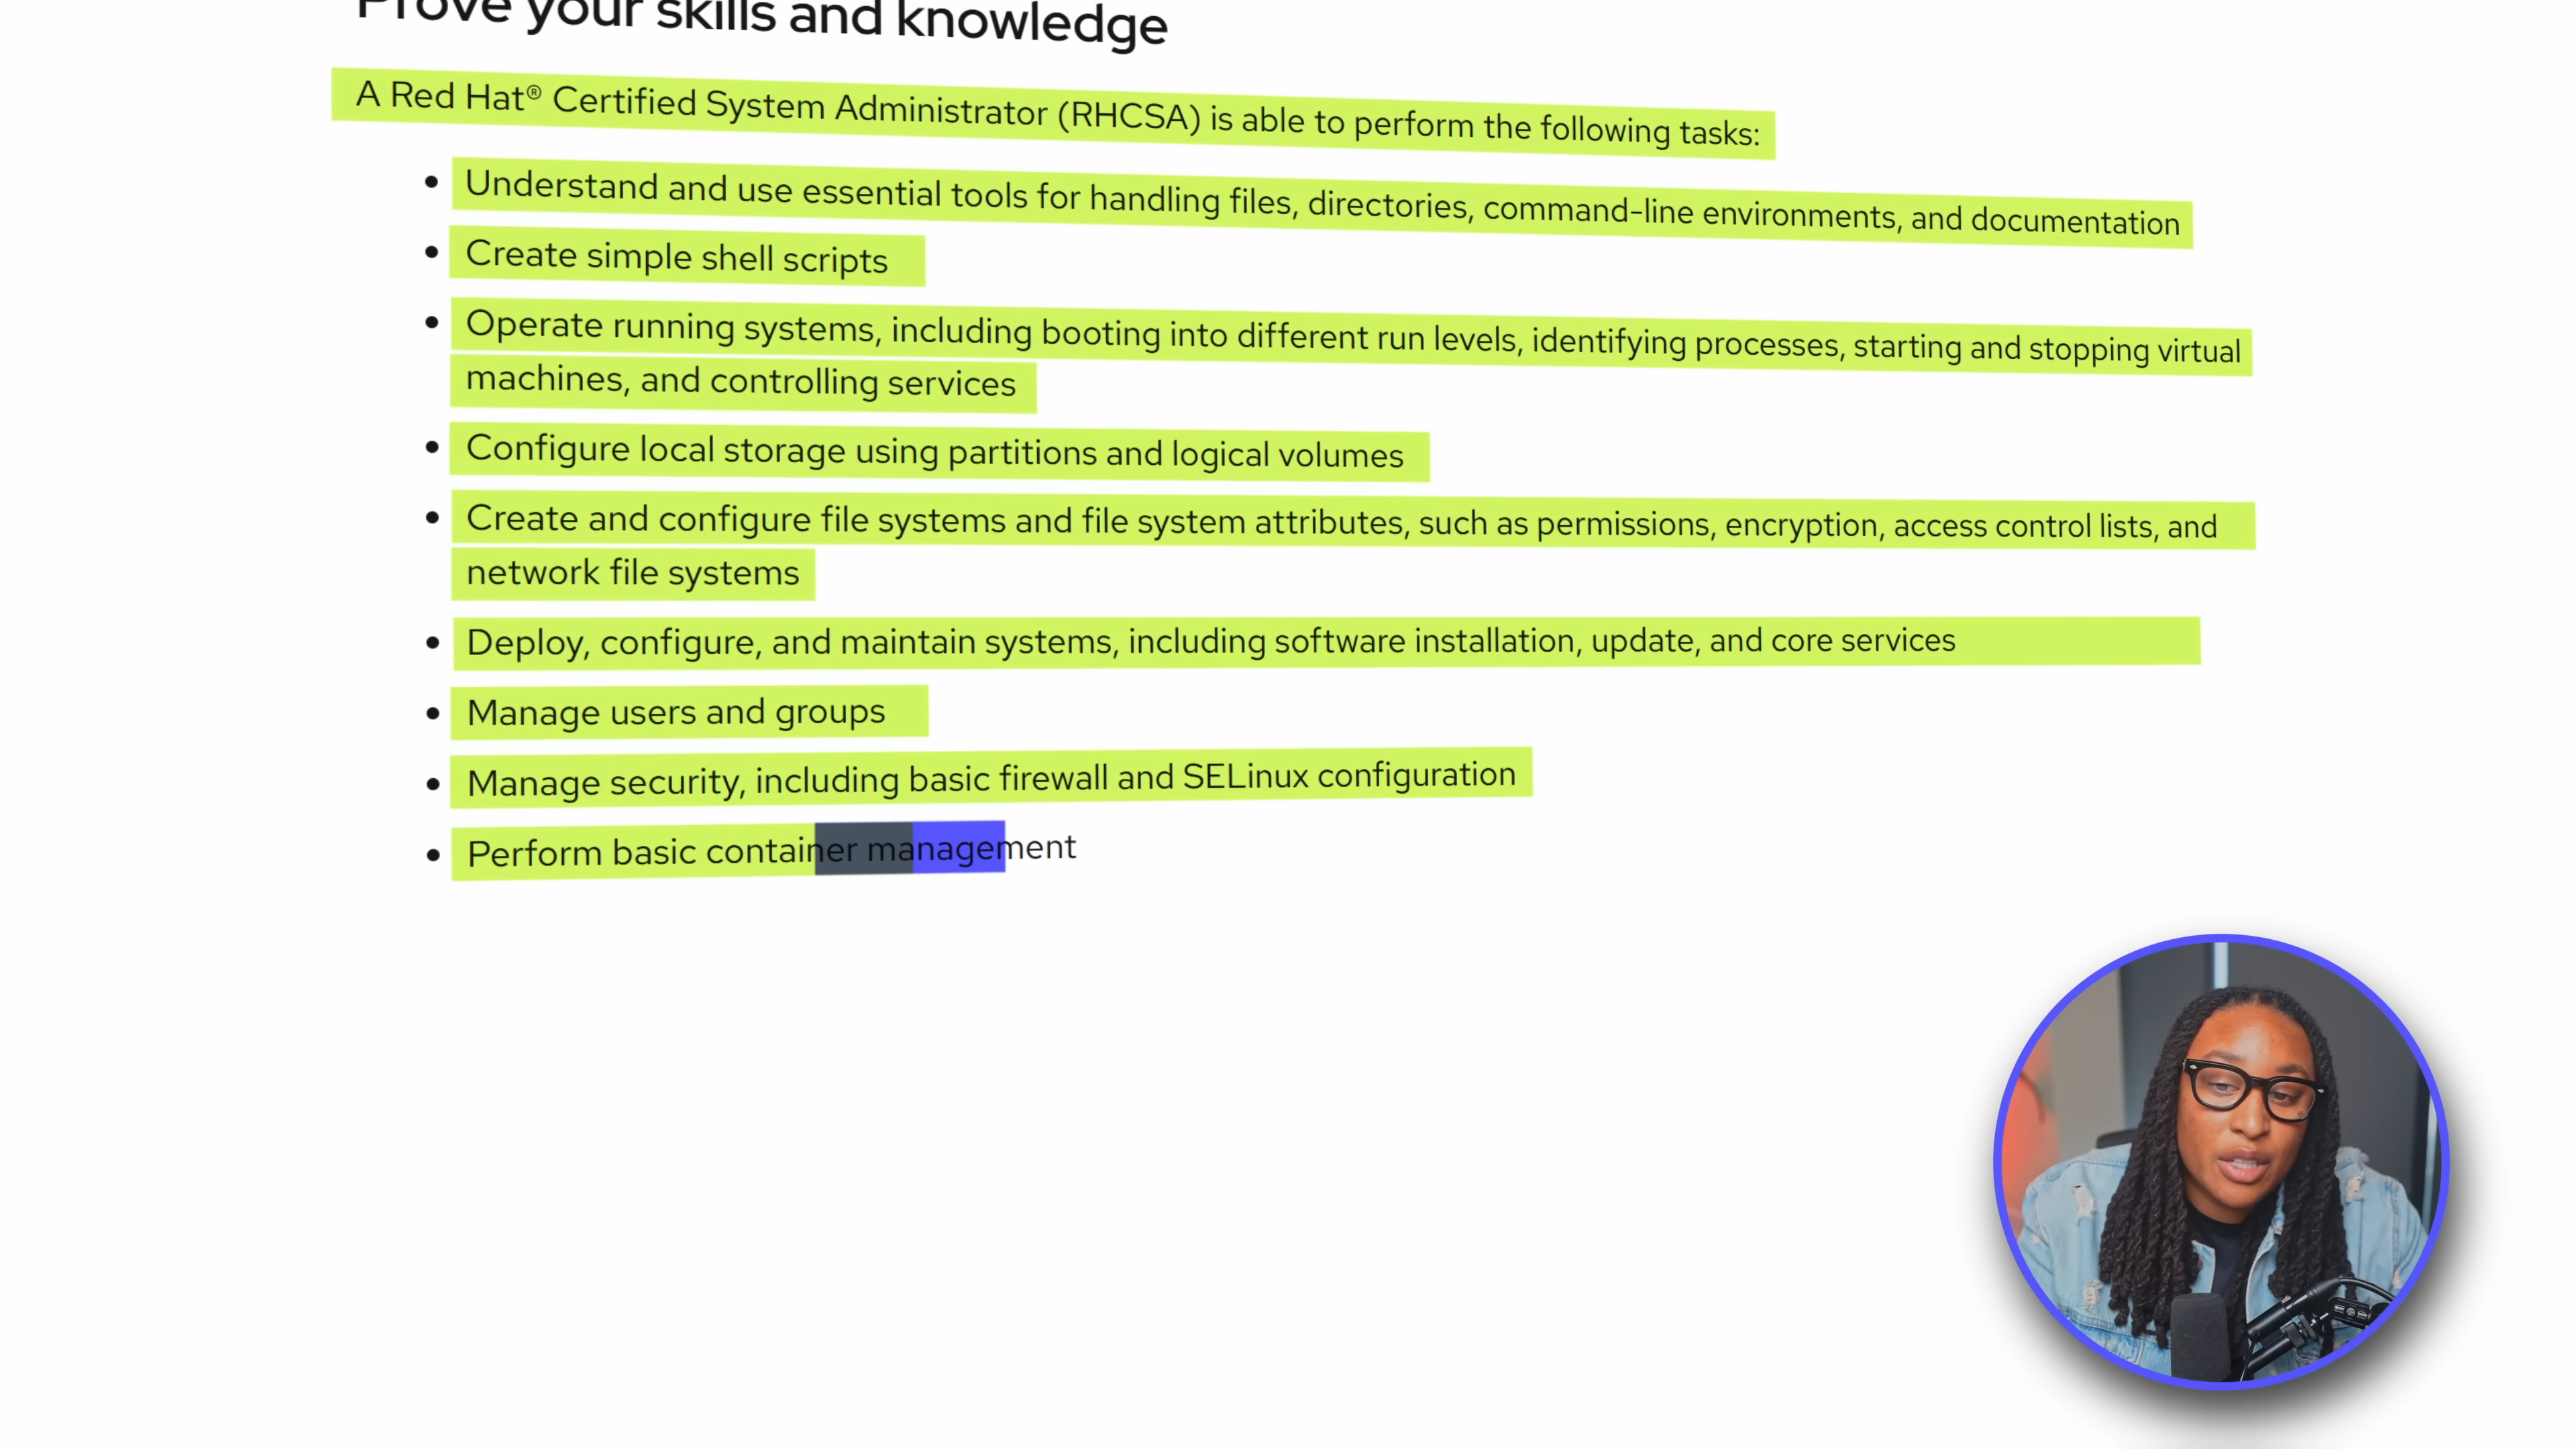 Prove your skills and knowledge
A Red Hat® Certified System Administrator (RHCSA) is able to perform the following tasks:
• Understand and use essential tools for handling files, directories, command-line environments, and documentation
• Create simple shell scripts
• Operate running systems, including booting into different run levels, identifying processes, starting and stopping virtual
machines, and controlling services
• Configure local storage using partitions and logical volumes
• Create and configure file systems and file system attributes, such as permissions, encryption, access control lists, and
network file systems
• Deploy, configure, and maintain systems, including software installation, update, and core services
• Manage users and groups
• Manage security, including basic firewall and SELinux configuration
• Perform basic container management